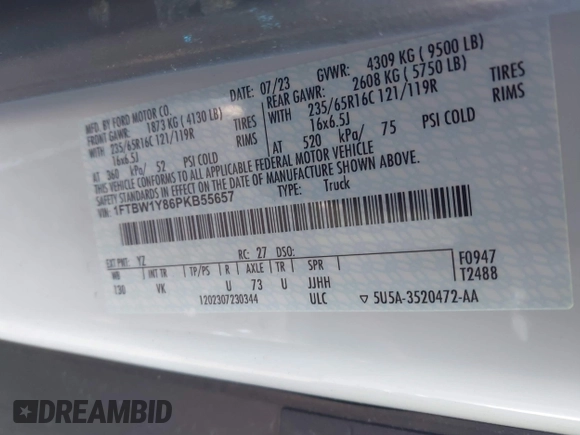 MFD. BY FORD MOTOR CO.
DATE: 07/23
GVWR: 4309 KG ( 9500 LB)
FRONT GAWR: 1873 KG ( 4130 LB)
REAR GAWR: 2608 KG ( 5750 LB)
WITH 235/65R16C 121/119R TIRES
235/65R16C 121/119R TIRES
16x6.5J RIMS
16x6.5J RIMS
AT 360 kPa/ 52 PSI COLD
AT 520 kPa/ 75 PSI COLD
THIS VEHICLE CONFORMS TO ALL APPLICABLE FEDERAL MOTOR VEHICLE
SAFETY STANDARDS IN EFFECT ON THE DATE OF MANUFACTURE SHOWN ABOVE.
VIN: 1FTBW1Y86PKB55657
TYPE: Truck
EXT PNT: YZ RC: 27 DSO:
WB INT TR TP/PS R AXLE TR SPR
130 VK U 73 U JJHH
1202307230344 ULC
F0947
T2488
5U5A-3520472-AA
DREAMBID